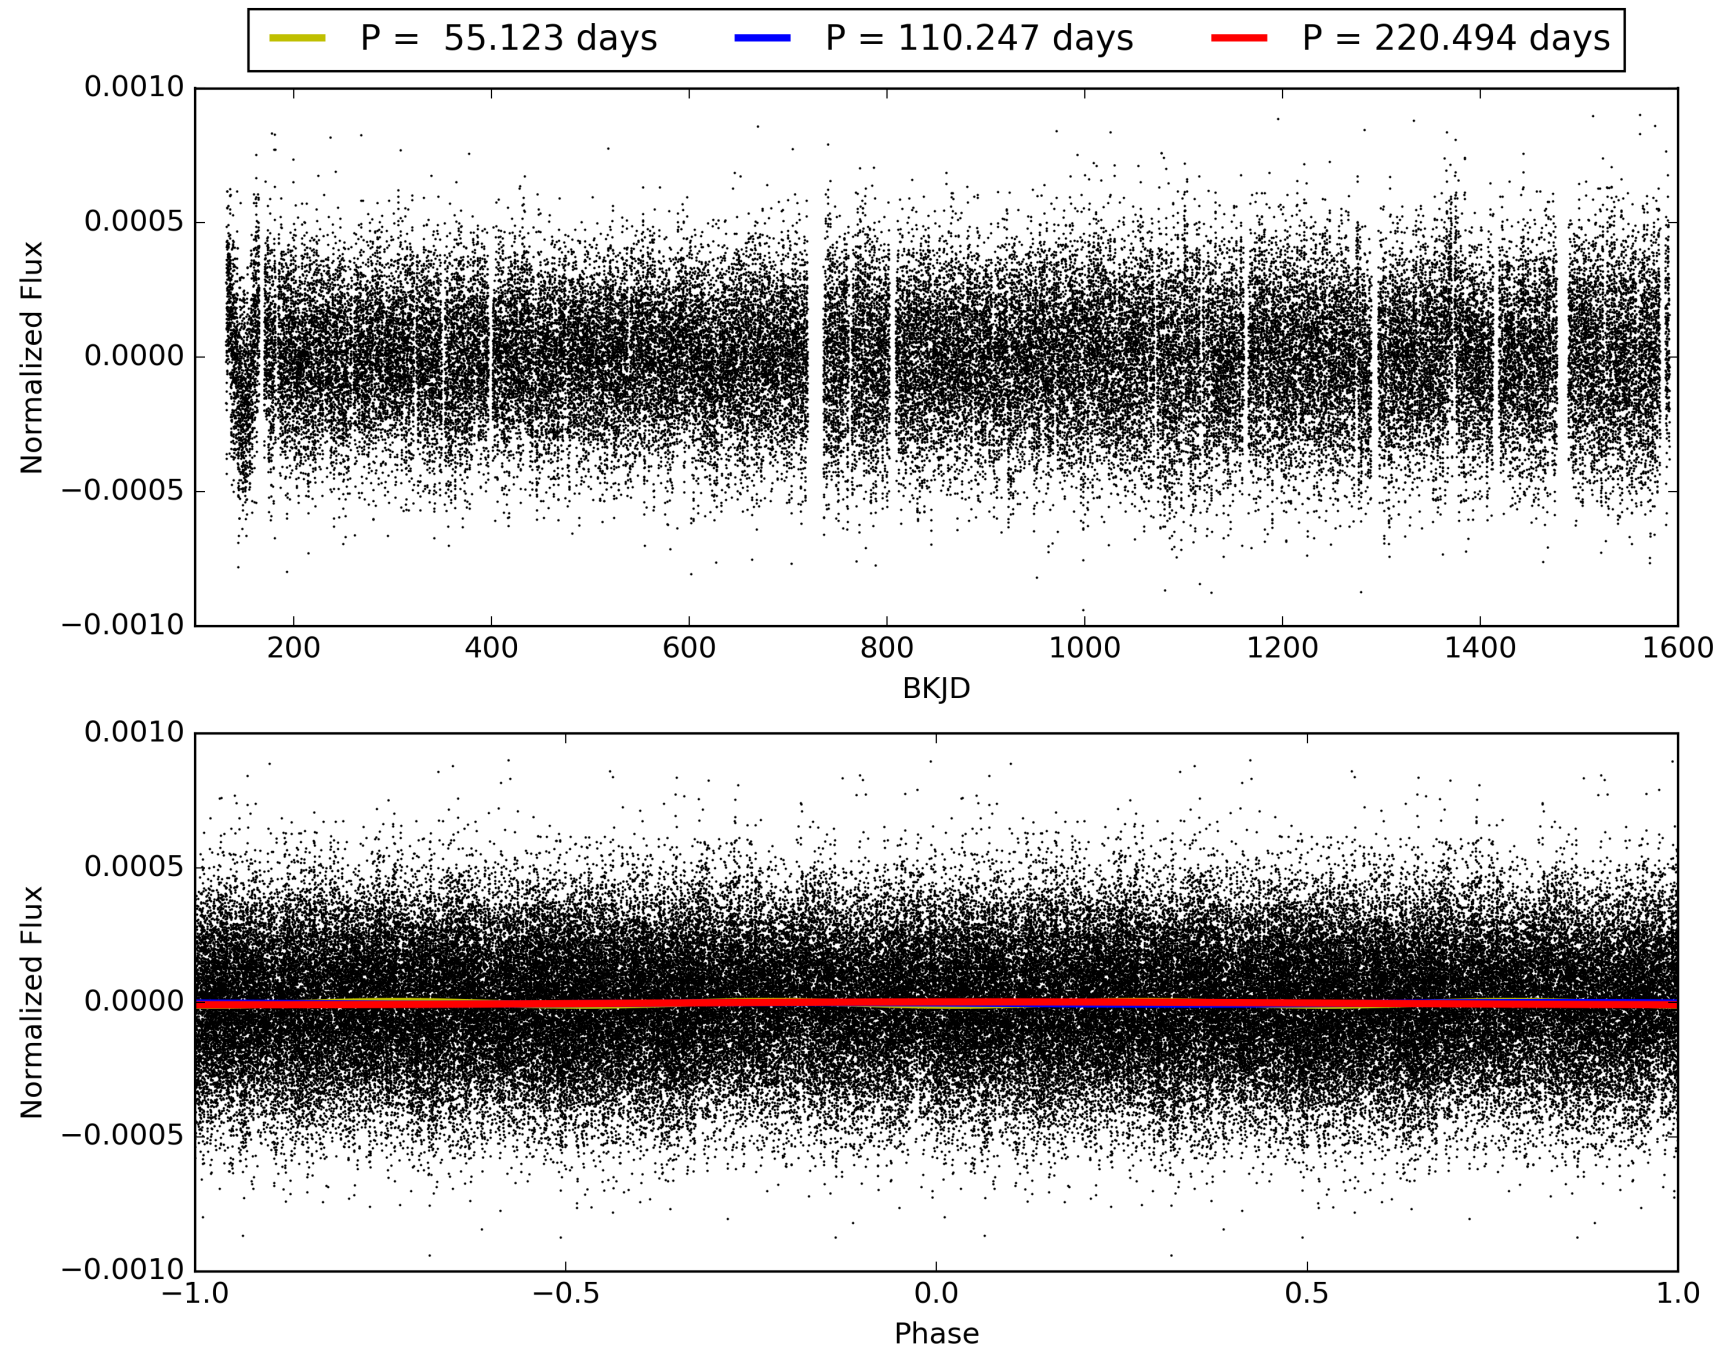 P =  55.123 days P = 110.247 days P = 220.494 days
0.0010
0.0005
0.0000
−0.0005
−0.0010
Normalized Flux
200 400 600 800 1000 1200 1400 1600
BKJD
0.0010
0.0005
0.0000
−0.0005
−0.0010
Normalized Flux
−1.0 −0.5 0.0 0.5 1.0
Phase